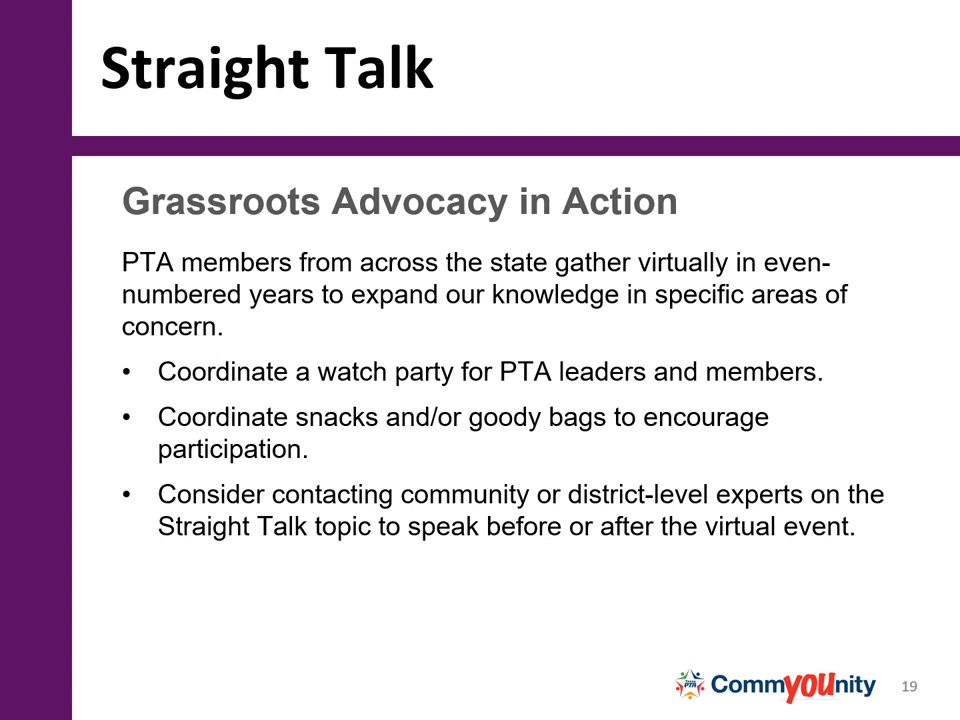 Straight Talk
Grassroots Advocacy in Action
PTA members from across the state gather virtually in even-
numbered years to expand our knowledge in specific areas of
concern.
• Coordinate a watch party for PTA leaders and members.
• Coordinate snacks and/or goody bags to encourage
participation.
• Consider contacting community or district-level experts on the
Straight Talk topic to speak before or after the virtual event.
PTA
CommYOUnity
19